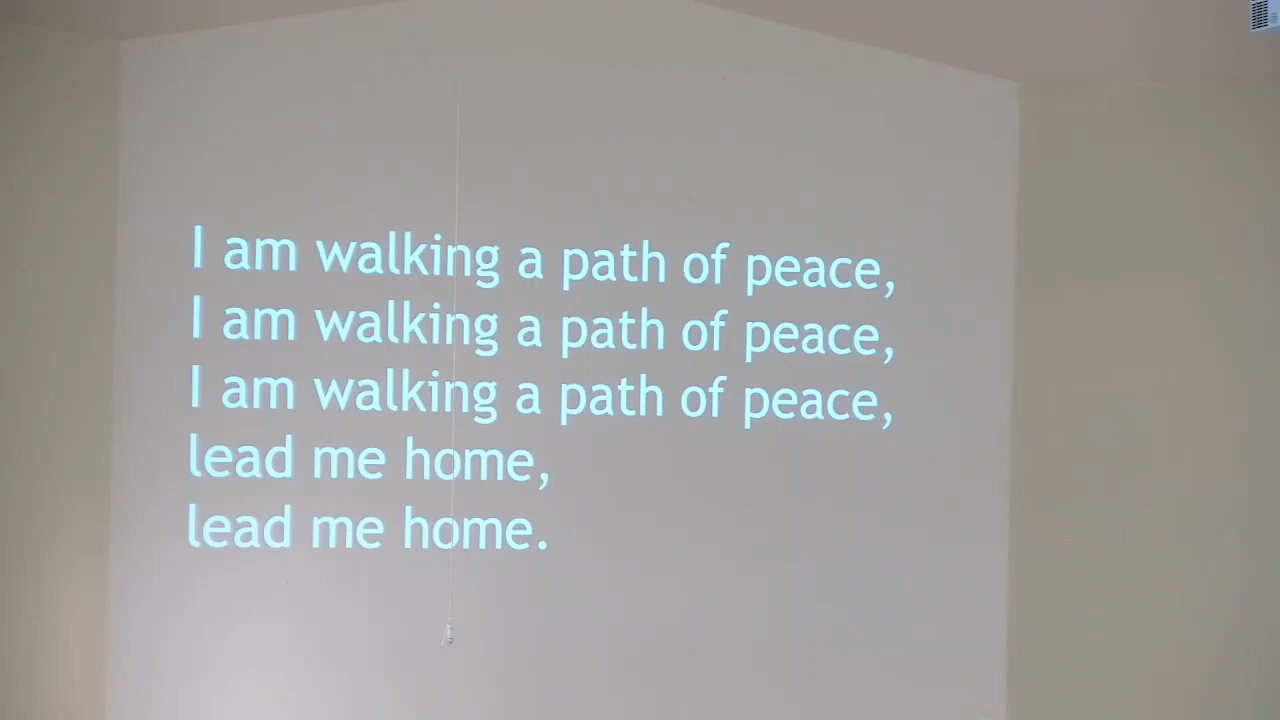 I am walking a path of peace,
I am walking a path of peace,
I am walking a path of peace,
lead me home,
lead me home.